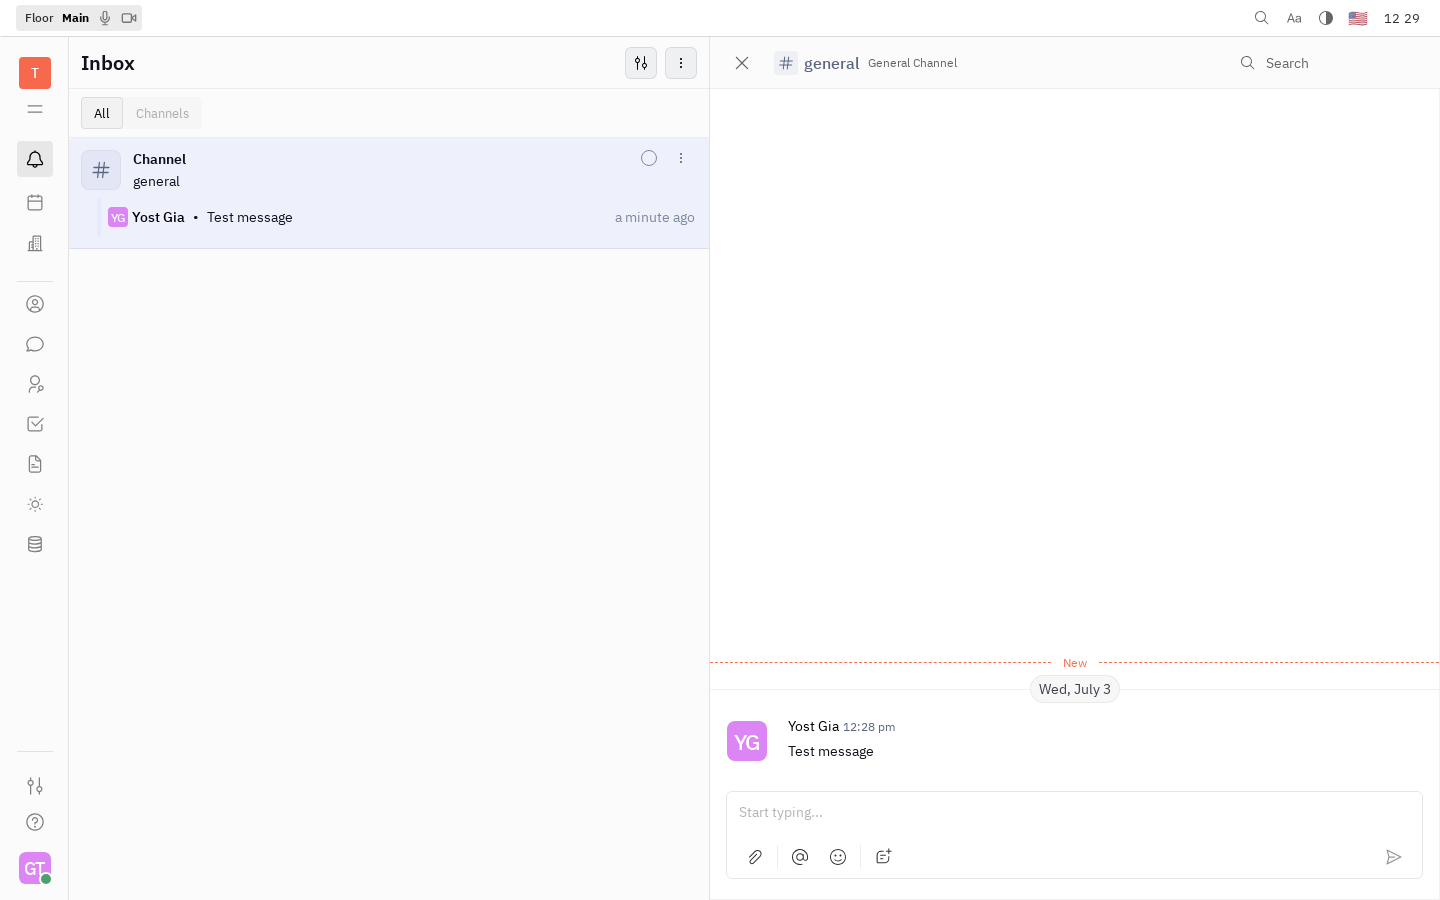 Floor Main
Aa
12 29
T
Inbox
general General Channel
Search
All Channels
Channel
general
YG Yost Gia • Test message a minute ago
New
Wed, July 3
YG
Yost Gia 12:28 pm
Test message
Start typing...
GT